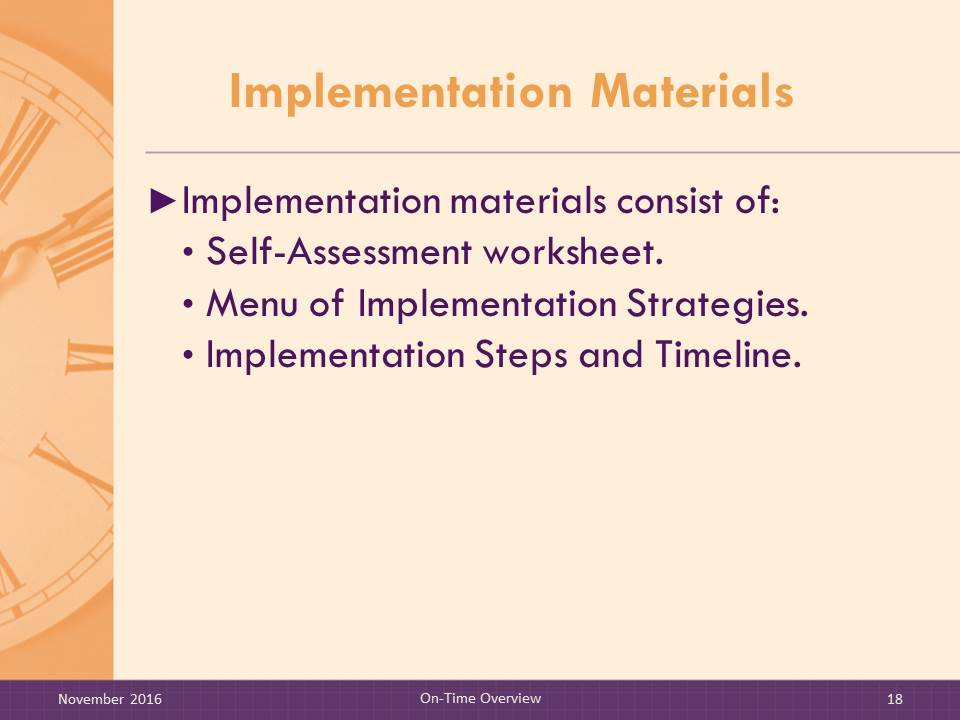 Implementation Materials
►Implementation materials consist of:
• Self-Assessment worksheet.
• Menu of Implementation Strategies.
• Implementation Steps and Timeline.
November 2016
On-Time Overview
18